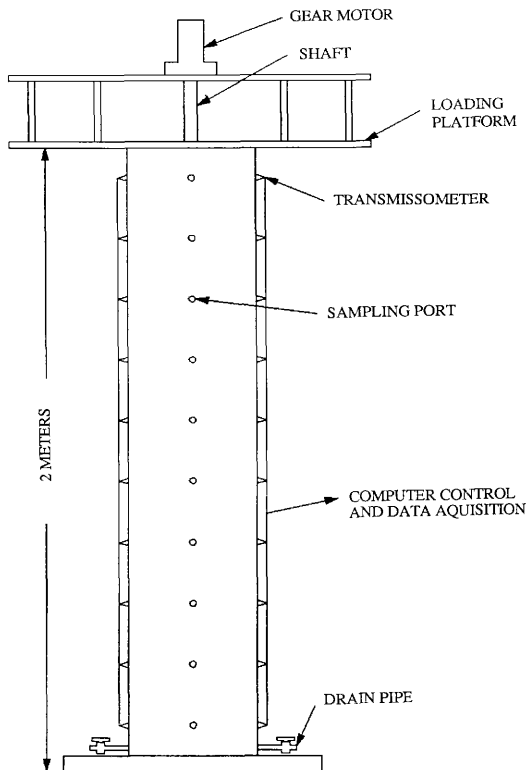 GEAR MOTOR
SHAFT
LOADING
PLATFORM
TRANSMISSOMETER
SAMPLING PORT
2 METERS
COMPUTER CONTROL
AND DATA AQUISITION
DRAIN PIPE